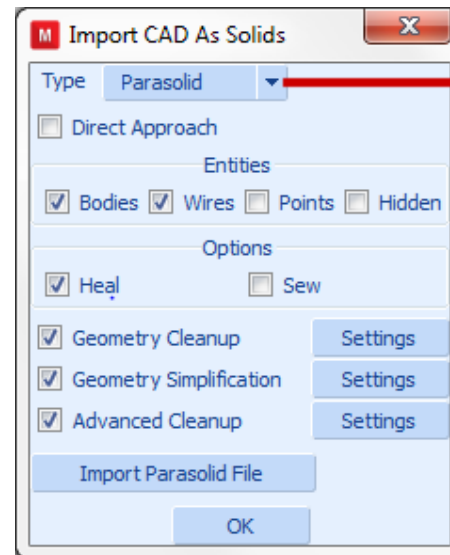 M Import CAD As Solids X
Type Parasolid
Direct Approach
Entities
Bodies Wires Points Hidden
Options
Heal Sew
Geometry Cleanup Settings
Geometry Simplification Settings
Advanced Cleanup Settings
Import Parasolid File
OK